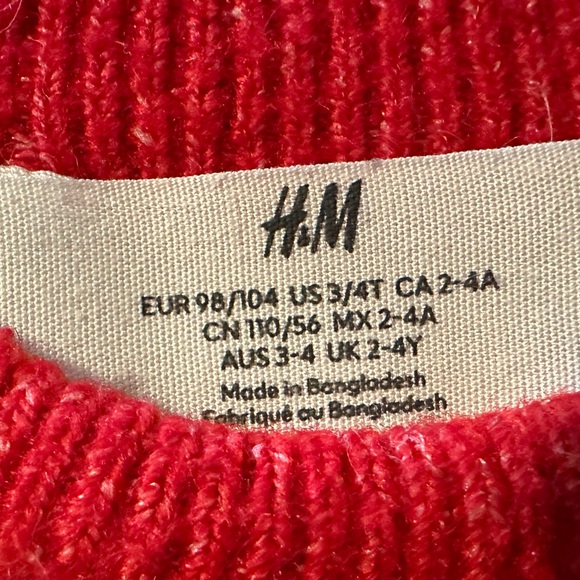 H&M
EUR 98/104 US 3/4T CA 2-4A
CN 110/56 MX 2-4A
AUS 3-4 UK 2-4Y
Made in Bangladesh
Fabriqué au Bangladesh